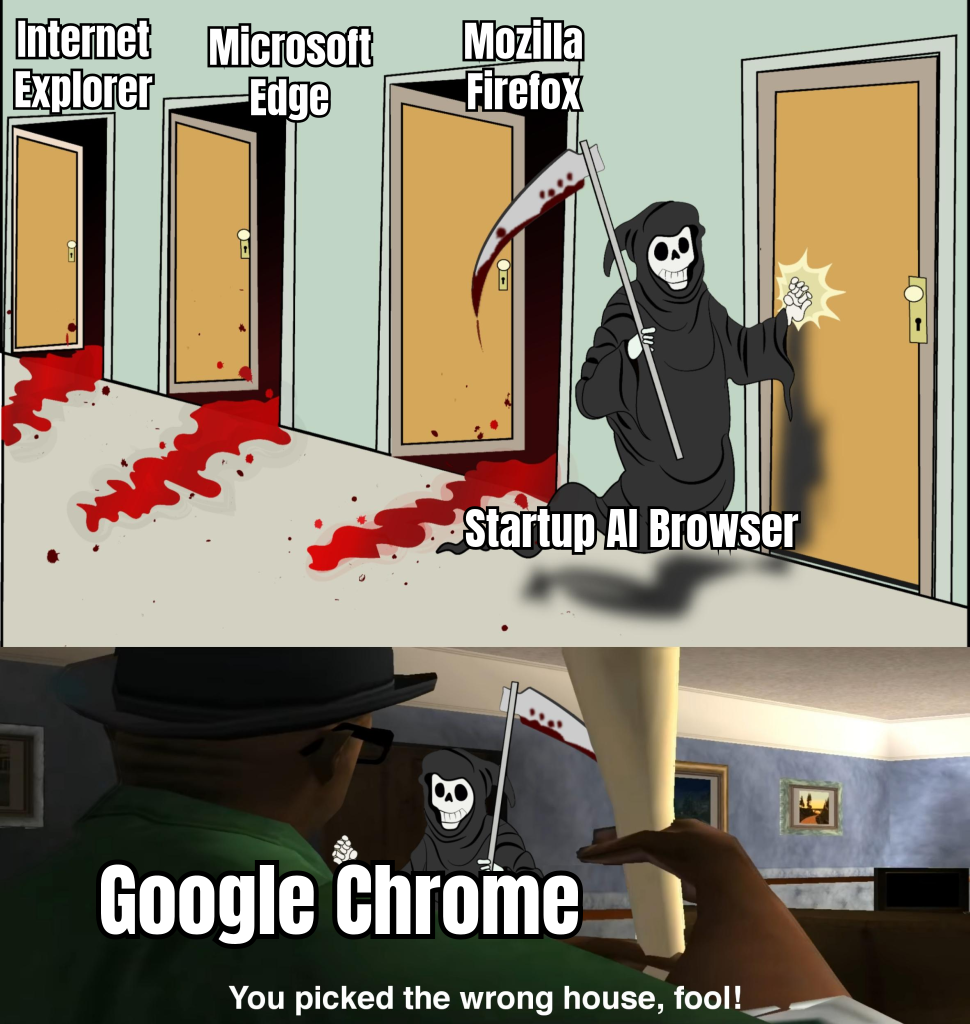 Internet
Explorer
Microsoft
Edge
Mozilla
Firefox
Startup AI Browser
Google Chrome
You picked the wrong house, fool!